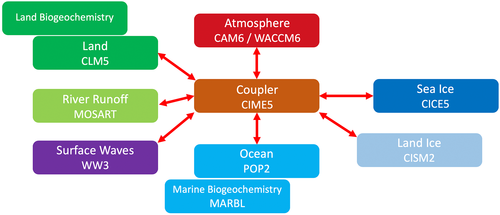 Land Biogeochemistry
Land
CLM5
Atmosphere
CAM6 / WACCM6
River Runoff
MOSART
Coupler
CIME5
Sea Ice
CICE5
Surface Waves
WW3
Ocean
POP2
Land Ice
CISM2
Marine Biogeochemistry
MARBL